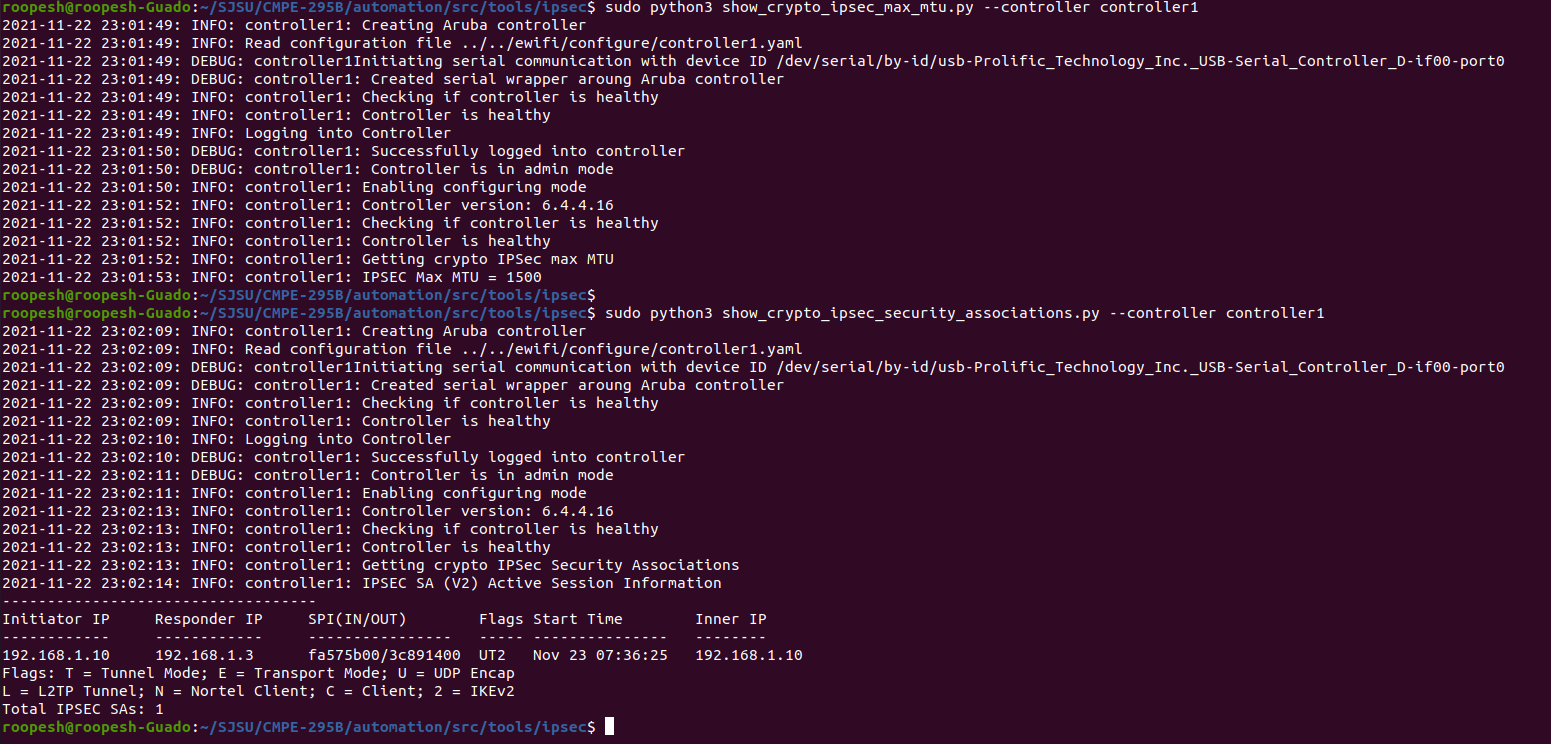 roopesh@roopesh-Guado:~/SJSU/CMPE-295B/automation/src/tools/ipsec$ sudo python3 show_crypto_ipsec_max_mtu.py --controller controller1
2021-11-22 23:01:49: INFO: controller1: Creating Aruba controller
2021-11-22 23:01:49: INFO: Read configuration file ../../ewifi/configure/controller1.yaml
2021-11-22 23:01:49: DEBUG: controller1Initiating serial communication with device ID /dev/serial/by-id/usb-Prolific_Technology_Inc._USB-Serial_Controller_D-if00-port0
2021-11-22 23:01:49: DEBUG: controller1: Created serial wrapper aroung Aruba controller
2021-11-22 23:01:49: INFO: controller1: Checking if controller is healthy
2021-11-22 23:01:49: INFO: controller1: Controller is healthy
2021-11-22 23:01:49: INFO: Logging into Controller
2021-11-22 23:01:50: DEBUG: controller1: Successfully logged into controller
2021-11-22 23:01:50: DEBUG: controller1: Controller is in admin mode
2021-11-22 23:01:50: INFO: controller1: Enabling configuring mode
2021-11-22 23:01:52: INFO: controller1: Controller version: 6.4.4.16
2021-11-22 23:01:52: INFO: controller1: Checking if controller is healthy
2021-11-22 23:01:52: INFO: controller1: Controller is healthy
2021-11-22 23:01:52: INFO: controller1: Getting crypto IPSec max MTU
2021-11-22 23:01:53: INFO: controller1: IPSEC Max MTU = 1500
roopesh@roopesh-Guado:~/SJSU/CMPE-295B/automation/src/tools/ipsec$
roopesh@roopesh-Guado:~/SJSU/CMPE-295B/automation/src/tools/ipsec$ sudo python3 show_crypto_ipsec_security_associations.py --controller controller1
2021-11-22 23:02:09: INFO: controller1: Creating Aruba controller
2021-11-22 23:02:09: INFO: Read configuration file ../../ewifi/configure/controller1.yaml
2021-11-22 23:02:09: DEBUG: controller1Initiating serial communication with device ID /dev/serial/by-id/usb-Prolific_Technology_Inc._USB-Serial_Controller_D-if00-port0
2021-11-22 23:02:09: DEBUG: controller1: Created serial wrapper aroung Aruba controller
2021-11-22 23:02:09: INFO: controller1: Checking if controller is healthy
2021-11-22 23:02:09: INFO: controller1: Controller is healthy
2021-11-22 23:02:10: INFO: Logging into Controller
2021-11-22 23:02:10: DEBUG: controller1: Successfully logged into controller
2021-11-22 23:02:11: DEBUG: controller1: Controller is in admin mode
2021-11-22 23:02:11: INFO: controller1: Enabling configuring mode
2021-11-22 23:02:13: INFO: controller1: Controller version: 6.4.4.16
2021-11-22 23:02:13: INFO: controller1: Checking if controller is healthy
2021-11-22 23:02:13: INFO: controller1: Controller is healthy
2021-11-22 23:02:13: INFO: controller1: Getting crypto IPSec Security Associations
2021-11-22 23:02:14: INFO: controller1: IPSEC SA (V2) Active Session Information
-----------------------------------
Initiator IP     Responder IP     SPI(IN/OUT)        Flags Start Time        Inner IP
------------     ------------     ----------------   ----- ---------------   --------
192.168.1.10     192.168.1.3      fa575b00/3c891400  UT2   Nov 23 07:36:25   192.168.1.10
Flags: T = Tunnel Mode; E = Transport Mode; U = UDP Encap
L = L2TP Tunnel; N = Nortel Client; C = Client; 2 = IKEv2
Total IPSEC SAs: 1
roopesh@roopesh-Guado:~/SJSU/CMPE-295B/automation/src/tools/ipsec$